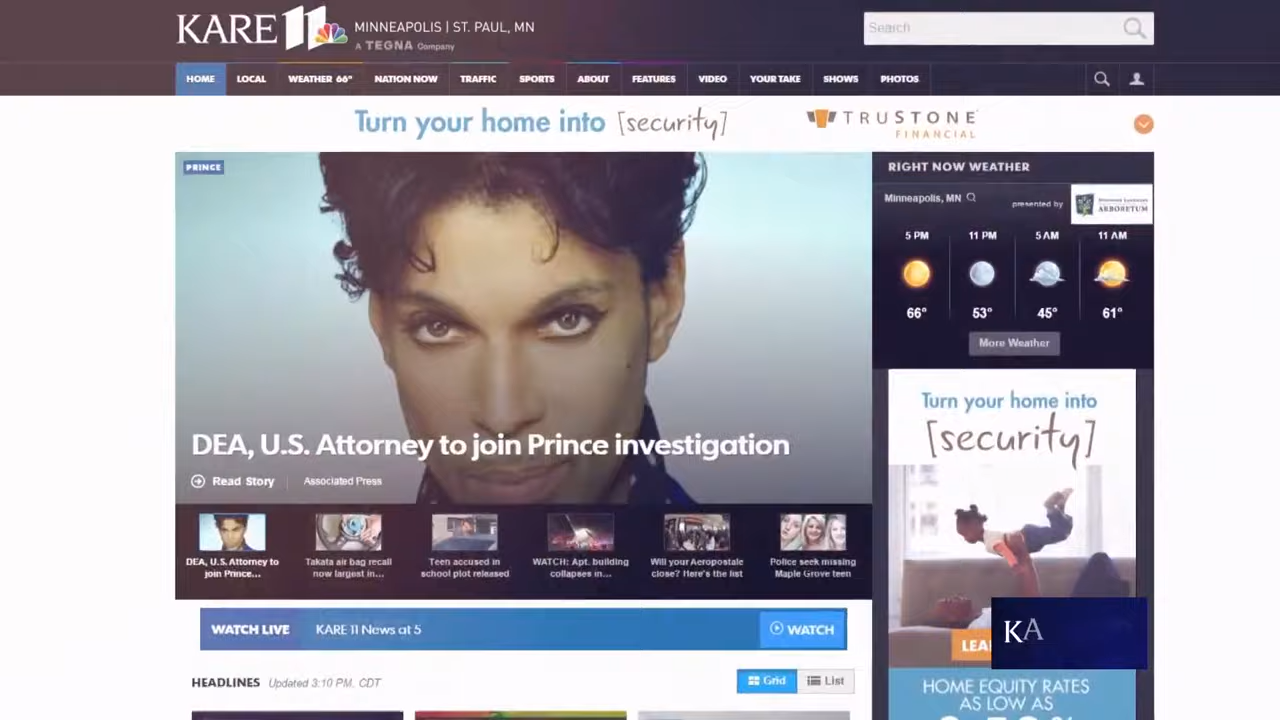 KARE 11
MINNEAPOLIS | ST. PAUL, MN
A TEGNA Company
Search
HOME LOCAL WEATHER 66° NATION NOW TRAFFIC SPORTS ABOUT FEATURES VIDEO YOUR TAKE SHOWS PHOTOS
Turn your home into [security]
TRUSTONE
FINANCIAL
PRINCE
DEA, U.S. Attorney to join Prince investigation
Read Story Associated Press
DEA, U.S. Attorney to
join Prince...
Takata air bag recall
now largest in...
Teen accused in
school plot released
WATCH: Apt. building
collapses in...
Will your Aeropostale
close? Here's the list
Police seek missing
Maple Grove teen
RIGHT NOW WEATHER
Minneapolis, MN
presented by
ARBORETUM
5 PM 11 PM 5 AM 11 AM
66° 53° 45° 61°
More Weather
Turn your home into
[security]
LEA
HOME EQUITY RATES
AS LOW AS
KA
WATCH LIVE KARE 11 News at 5 WATCH
HEADLINES Updated 3:10 PM. CDT Grid List